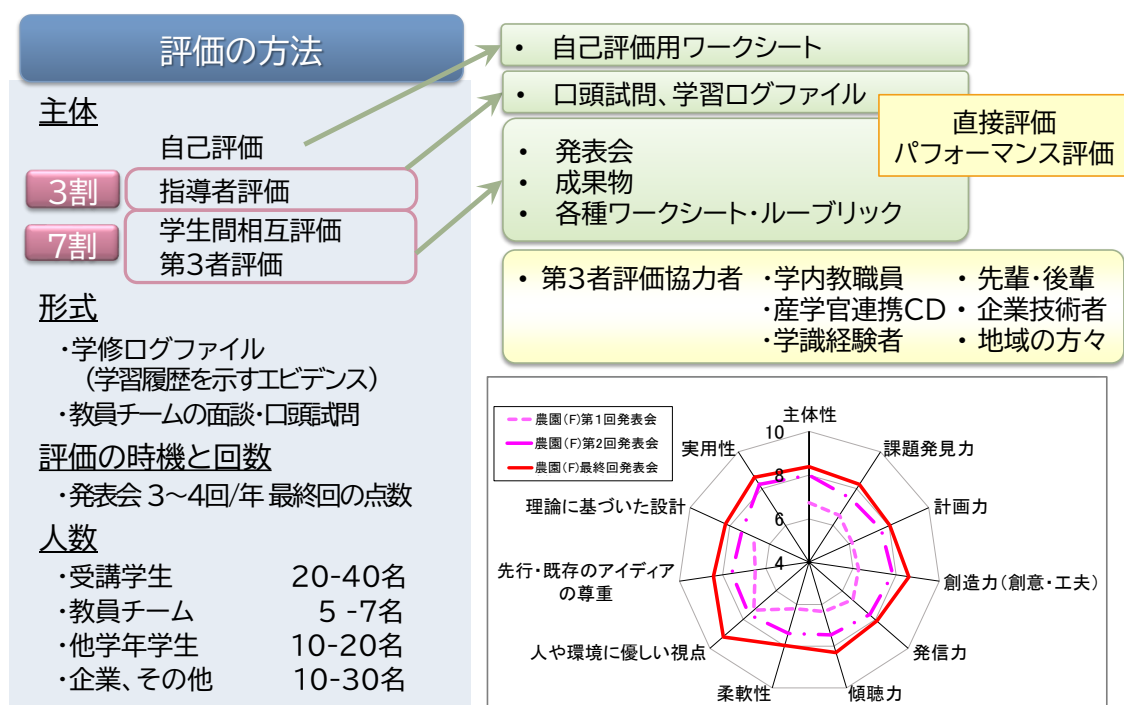 評価の方法
主体
自己評価
3割
指導者評価
7割
学生間相互評価
第3者評価
形式
・学修ログファイル
（学習履歴を示すエビデンス）
・教員チームの面談・口頭試問
評価の時機と回数
・発表会 3～4回/年 最終回の点数
人数
・受講学生 20-40名
・教員チーム 5 -7名
・他学年学生 10-20名
・企業、その他 10-30名
• 自己評価用ワークシート
• 口頭試問、学習ログファイル
直接評価
パフォーマンス評価
• 発表会
• 成果物
• 各種ワークシート・ルーブリック
• 第3者評価協力者 ・学内教職員 • 先輩・後輩
・産学官連携CD • 企業技術者
・学識経験者 • 地域の方々
農園(F)第1回発表会
農園(F)第2回発表会
農園(F)最終回発表会
主体性
課題発見力
計画力
創造力(創意・工夫)
発信力
傾聴力
柔軟性
人や環境に優しい視点
先行・既存のアイディア
の尊重
理論に基づいた設計
実用性
10
8
6
4